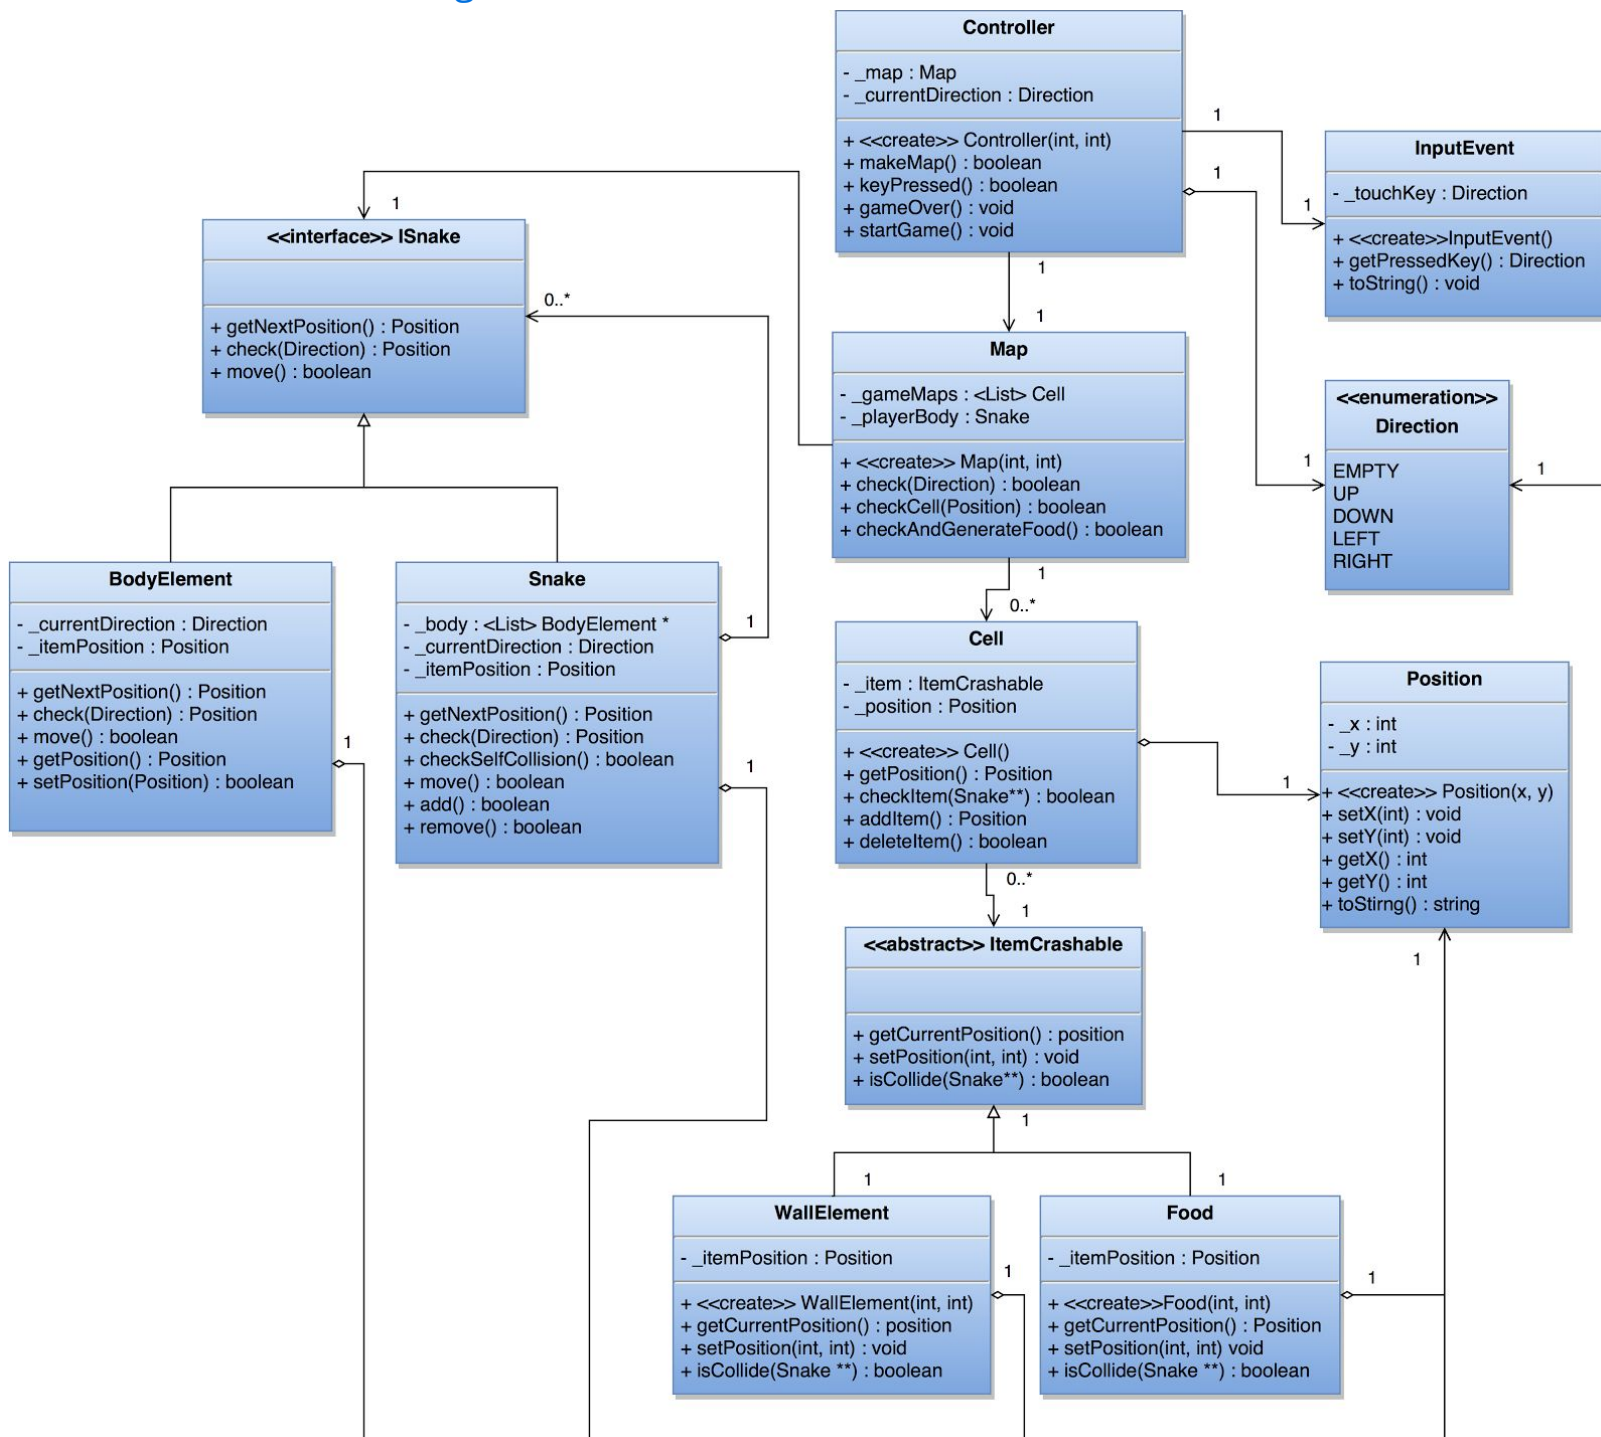 Controller
- _map : Map
- _currentDirection : Direction
+ <<create>> Controller(int, int)
+ makeMap() : boolean
+ keyPressed() : boolean
+ gameOver() : void
+ startGame() : void
1
1
1
1
InputEvent
- _touchKey : Direction
+ <<create>>InputEvent()
+ getPressedKey() : Direction
+ toString() : void
1
<<interface>> ISnake
+ getNextPosition() : Position
+ check(Direction) : Position
+ move() : boolean
0..*
1
1
Map
- _gameMaps : <List> Cell
- _playerBody : Snake
+ <<create>> Map(int, int)
+ check(Direction) : boolean
+ checkCell(Position) : boolean
+ checkAndGenerateFood() : boolean
<<enumeration>>
Direction
EMPTY
UP
DOWN
LEFT
RIGHT
1
1
BodyElement
- _currentDirection : Direction
- _itemPosition : Position
+ getNextPosition() : Position
+ check(Direction) : Position
+ move() : boolean
+ getPosition() : Position
+ setPosition(Position) : boolean
1
Snake
- _body : <List> BodyElement *
- _currentDirection : Direction
- _itemPosition : Position
+ getNextPosition() : Position
+ check(Direction) : Position
+ checkSelfCollision() : boolean
+ move() : boolean
+ add() : boolean
+ remove() : boolean
1
1
1
0..*
Cell
- _item : ItemCrashable
- _position : Position
+ <<create>> Cell()
+ getPosition() : Position
+ checkItem(Snake**) : boolean
+ addItem() : Position
+ deleteItem() : boolean
1
Position
- _x : int
- _y : int
+ <<create>> Position(x, y)
+ setX(int) : void
+ setY(int) : void
+ getX() : int
+ getY() : int
+ toStirng() : string
0..*
1
1
<<abstract>> ItemCrashable
+ getCurrentPosition() : position
+ setPosition(int, int) : void
+ isCollide(Snake**) : boolean
1
1
1
WallElement
- _itemPosition : Position
+ <<create>> WallElement(int, int)
+ getCurrentPosition() : position
+ setPosition(int, int) : void
+ isCollide(Snake **) : boolean
1
Food
- _itemPosition : Position
+ <<create>>Food(int, int)
+ getCurrentPosition() : Position
+ setPosition(int, int) void
+ isCollide(Snake **) : boolean
1